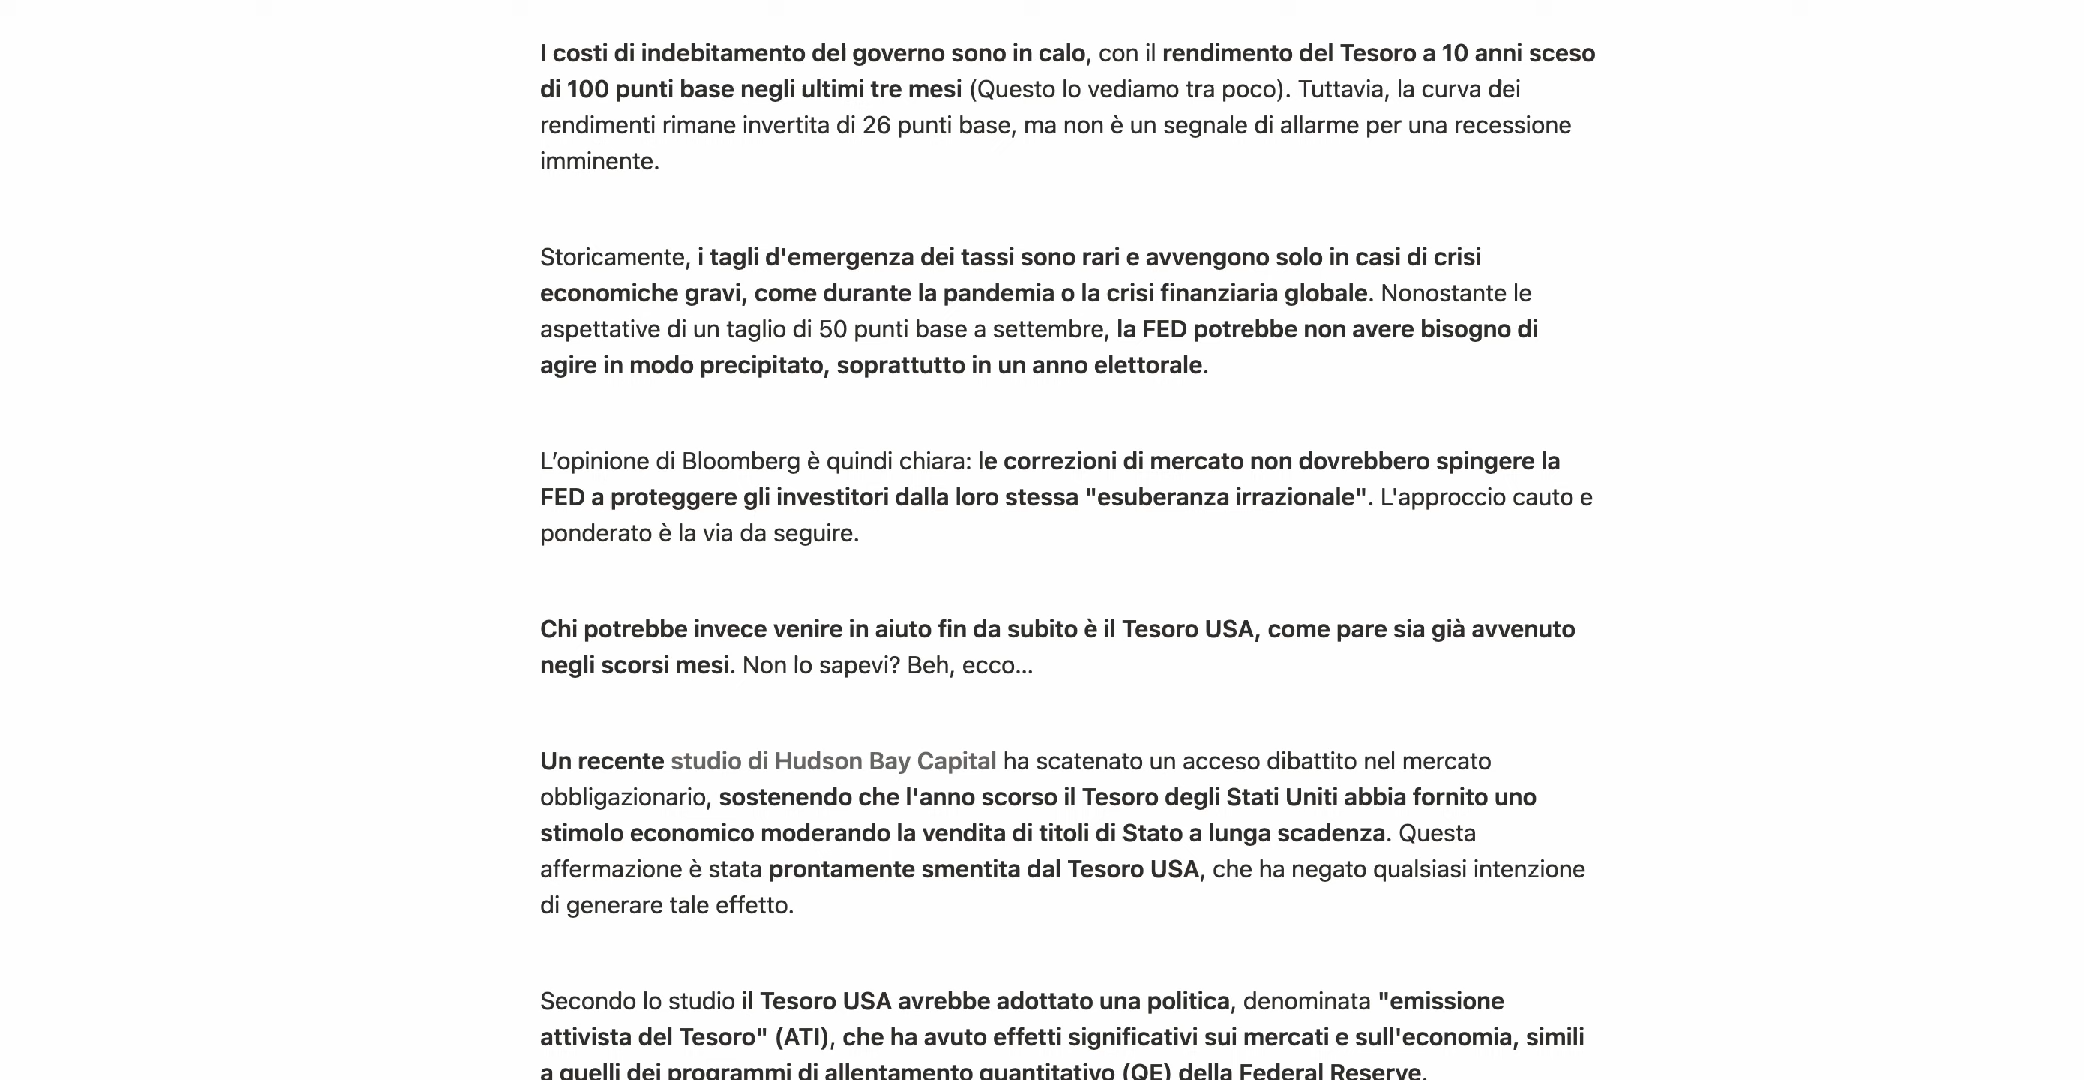 I costi di indebitamento del governo sono in calo, con il rendimento del Tesoro a 10 anni sceso
di 100 punti base negli ultimi tre mesi (Questo lo vediamo tra poco). Tuttavia, la curva dei
rendimenti rimane invertita di 26 punti base, ma non è un segnale di allarme per una recessione
imminente.
Storicamente, i tagli d'emergenza dei tassi sono rari e avvengono solo in casi di crisi
economiche gravi, come durante la pandemia o la crisi finanziaria globale. Nonostante le
aspettative di un taglio di 50 punti base a settembre, la FED potrebbe non avere bisogno di
agire in modo precipitato, soprattutto in un anno elettorale.
L’opinione di Bloomberg è quindi chiara: le correzioni di mercato non dovrebbero spingere la
FED a proteggere gli investitori dalla loro stessa "esuberanza irrazionale". L'approccio cauto e
ponderato è la via da seguire.
Chi potrebbe invece venire in aiuto fin da subito è il Tesoro USA, come pare sia già avvenuto
negli scorsi mesi. Non lo sapevi? Beh, ecco...
Un recente studio di Hudson Bay Capital ha scatenato un acceso dibattito nel mercato
obbligazionario, sostenendo che l'anno scorso il Tesoro degli Stati Uniti abbia fornito uno
stimolo economico moderando la vendita di titoli di Stato a lunga scadenza. Questa
affermazione è stata prontamente smentita dal Tesoro USA, che ha negato qualsiasi intenzione
di generare tale effetto.
Secondo lo studio il Tesoro USA avrebbe adottato una politica, denominata "emissione
attivista del Tesoro" (ATI), che ha avuto effetti significativi sui mercati e sull'economia, simili
a quelli dei programmi di allentamento quantitativo (QE) della Federal Reserve.